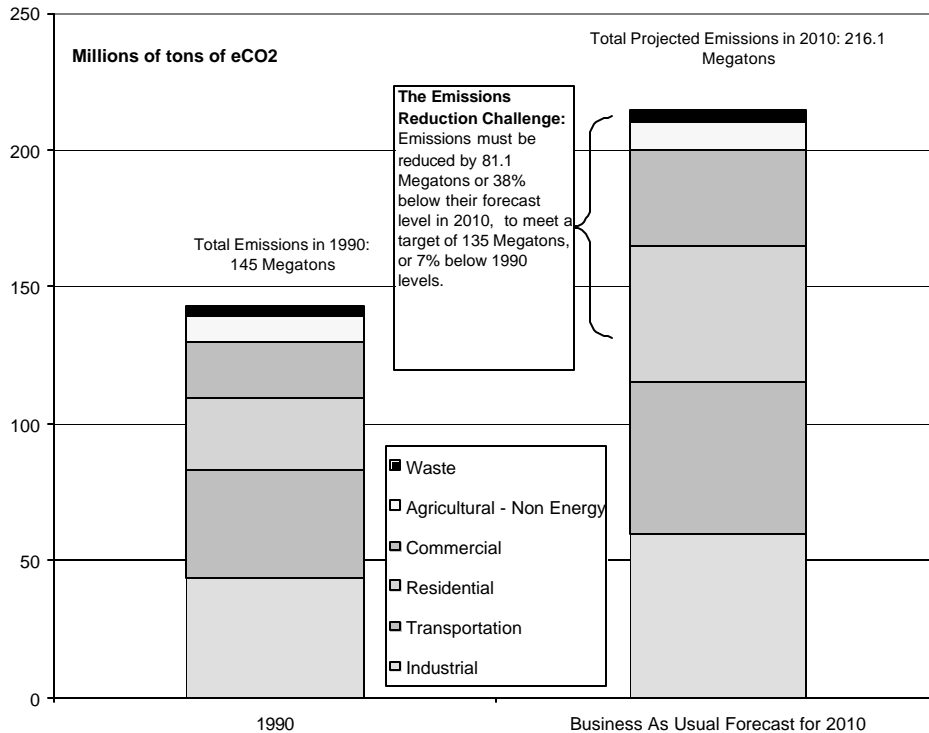 250
Millions of tons of eCO2
Total Projected Emissions in 2010: 216.1
Megatons
The Emissions
Reduction Challenge:
Emissions must be
reduced by 81.1
Megatons or 38%
below their forecast
level in 2010, to meet a
target of 135 Megatons,
or 7% below 1990
levels.
200
Total Emissions in 1990:
145 Megatons
150
100
Waste
Agricultural - Non Energy
Commercial
Residential
Transportation
Industrial
50
0
1990
Business As Usual Forecast for 2010